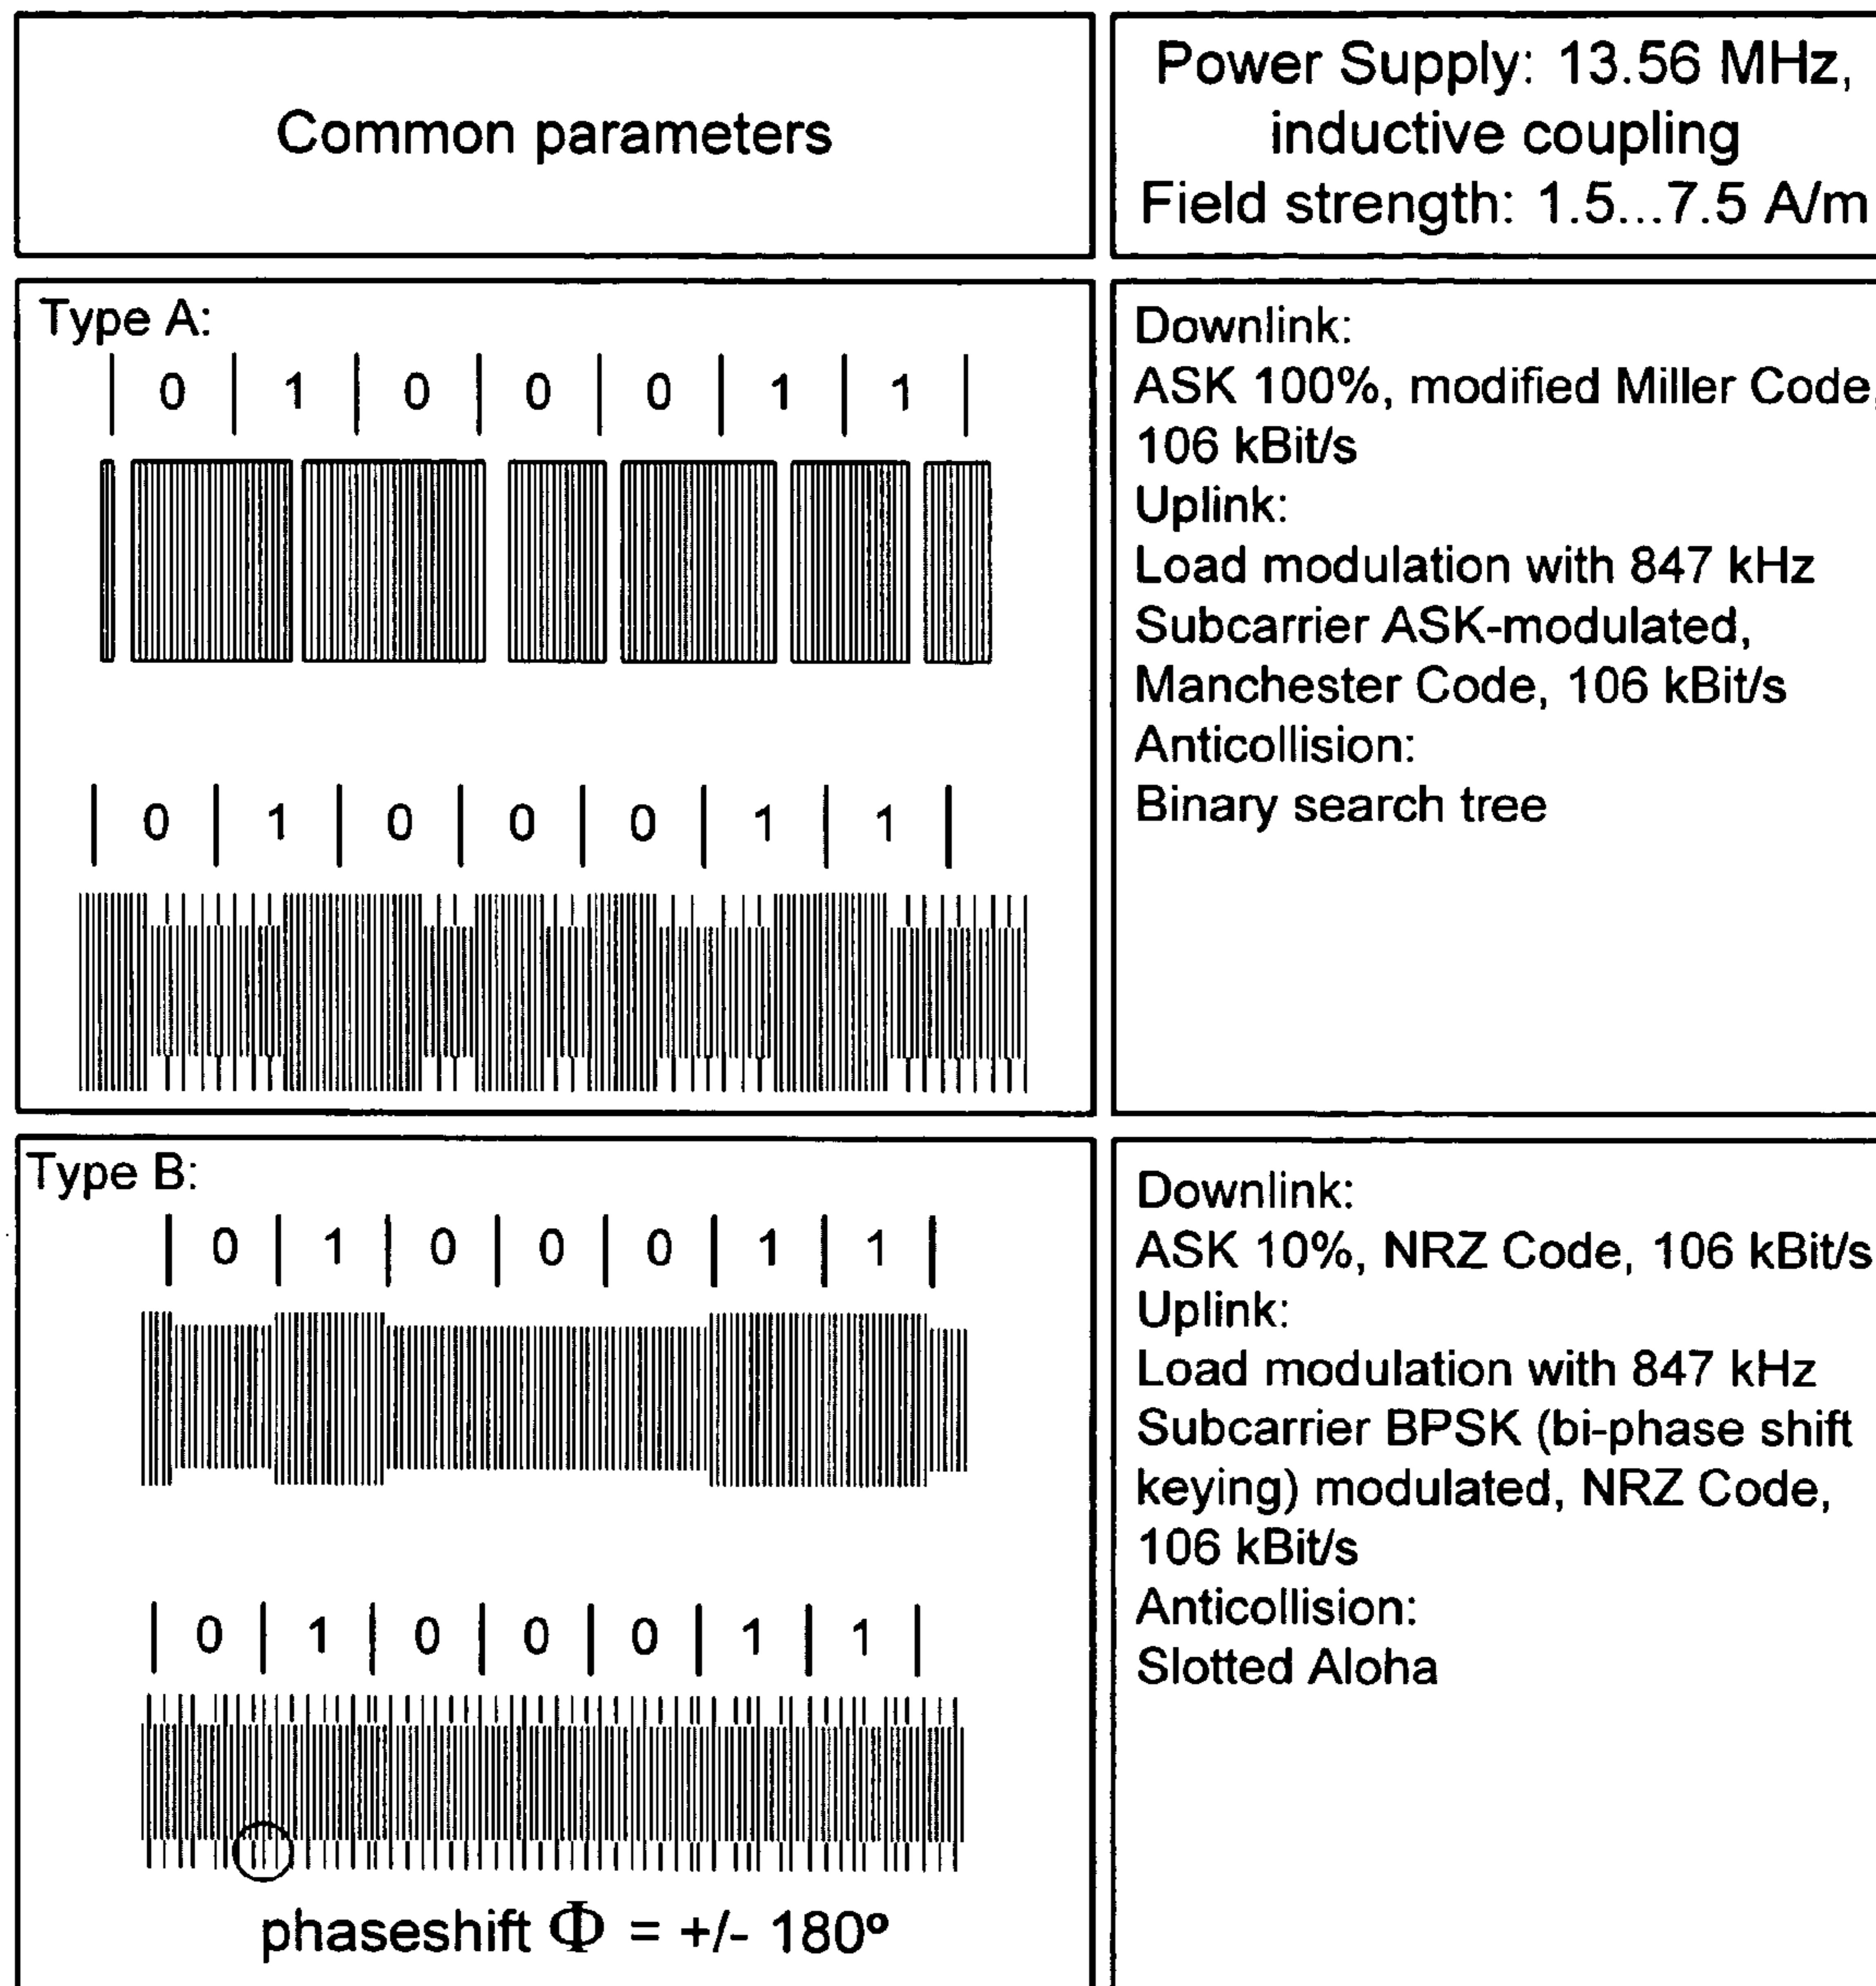 Common parameters
Power Supply: 13.56 MHz,
inductive coupling
Field strength: 1.5...7.5 A/m
Type A:
0 1 0 0 0 1 1
0 1 0 0 0 1 1
Downlink:
ASK 100%, modified Miller Code,
106 kBit/s
Uplink:
Load modulation with 847 kHz
Subcarrier ASK-modulated,
Manchester Code, 106 kBit/s
Anticollision:
Binary search tree
Type B:
0 1 0 0 0 1 1
0 1 0 0 0 1 1
phaseshift Φ = +/- 180º
Downlink:
ASK 10%, NRZ Code, 106 kBit/s
Uplink:
Load modulation with 847 kHz
Subcarrier BPSK (bi-phase shift
keying) modulated, NRZ Code,
106 kBit/s
Anticollision:
Slotted Aloha